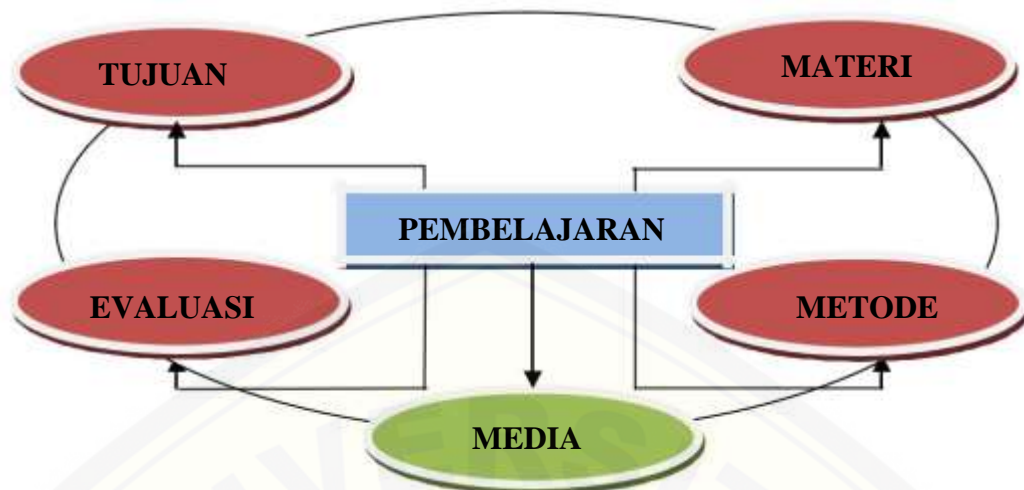 TUJUAN
MATERI
PEMBELAJARAN
EVALUASI
METODE
MEDIA